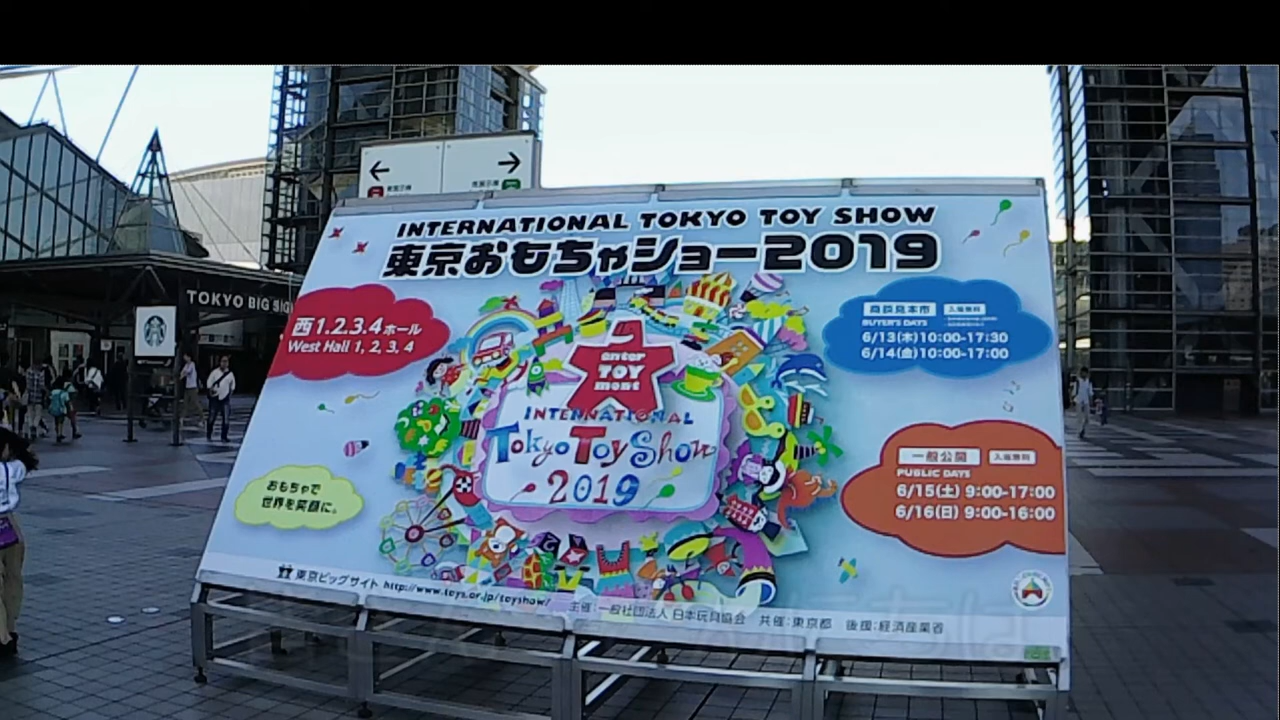 INTERNATIONAL TOKYO TOY SHOW
東京おもちゃショー2019
TOKYO BIG SI
西1.2.3.4ホール
West Hall 1, 2, 3, 4
商談見本市 入場無料
BUYER'S DAYS
6/13(木)10:00-17:30
6/14(金)10:00-17:00
enter
TOY
ment
INTERNATIONAL
Tokyo Toy Show
2019
一般公開 入場無料
PUBLIC DAYS
6/15(土) 9:00-17:00
6/16(日) 9:00-16:00
おもちゃで
世界を笑顔に。
東京ビッグサイト http://www.toys.or.jp/toyshow/
主催:一般社団法人 日本玩具協会 共催:東京都 後援:経済産業省